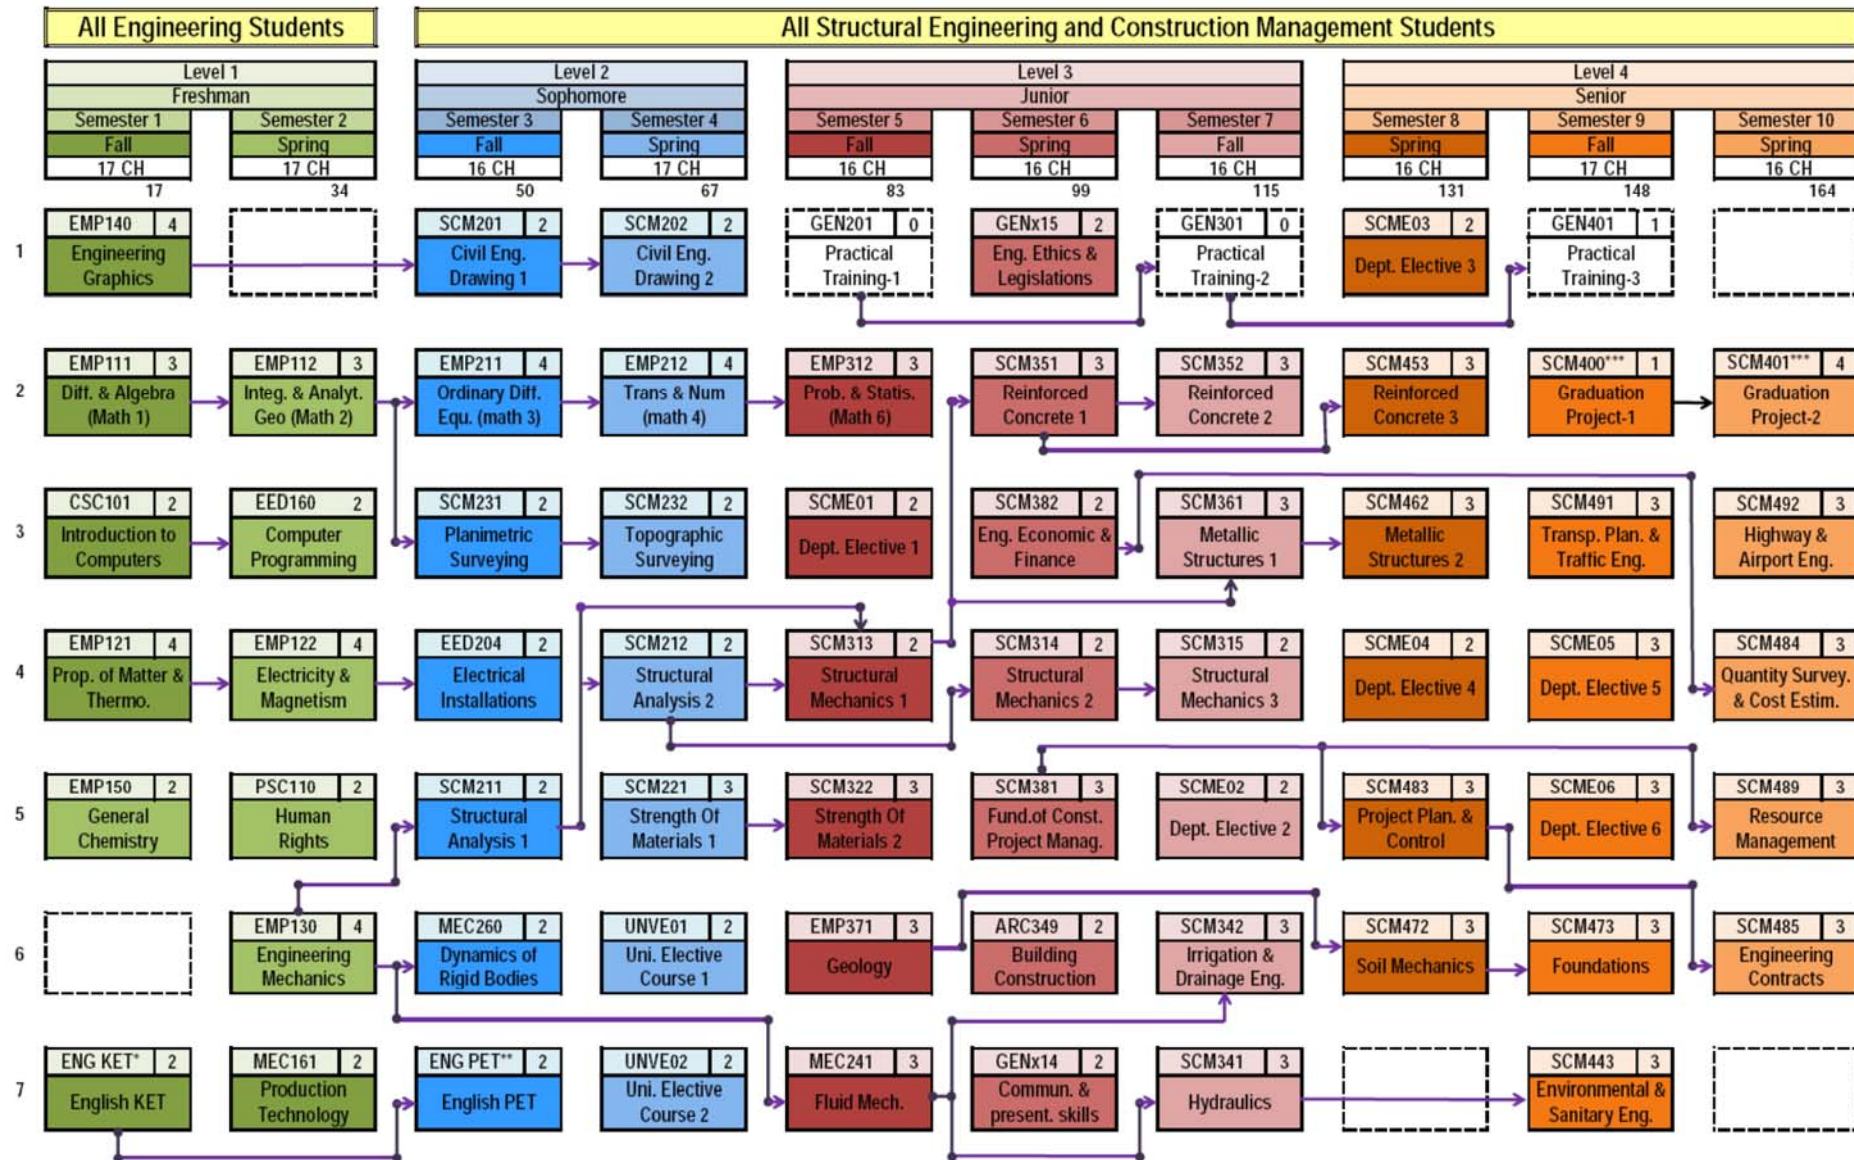 All Engineering Students
All Structural Engineering and Construction Management Students
Level 1
Level 2
Level 3
Level 4
Freshman
Sophomore
Junior
Senior
Semester 1
Semester 2
Semester 3
Semester 4
Semester 5
Semester 6
Semester 7
Semester 8
Semester 9
Semester 10
Fall
Spring
Fall
Spring
Fall
Spring
Fall
Spring
Fall
Spring
17 CH
17 CH
16 CH
17 CH
16 CH
16 CH
16 CH
16 CH
17 CH
16 CH
17
34
50
67
83
99
115
131
148
164
1
EMP140 4
Engineering
Graphics
SCM201 2
Civil Eng.
Drawing 1
SCM202 2
Civil Eng.
Drawing 2
GEN201 0
Practical
Training-1
GENx15 2
Eng. Ethics &
Legislations
GEN301 0
Practical
Training-2
SCME03 2
Dept. Elective 3
GEN401 1
Practical
Training-3
2
EMP111 3
Diff. & Algebra
(Math 1)
EMP112 3
Integ. & Analyt.
Geo (Math 2)
EMP211 4
Ordinary Diff.
Equ. (math 3)
EMP212 4
Trans & Num
(math 4)
EMP312 3
Prob. & Statis.
(Math 6)
SCM351 3
Reinforced
Concrete 1
SCM352 3
Reinforced
Concrete 2
SCM453 3
Reinforced
Concrete 3
SCM400*** 1
Graduation
Project-1
SCM401*** 4
Graduation
Project-2
3
CSC101 2
Introduction to
Computers
EED160 2
Computer
Programming
SCM231 2
Planimetric
Surveying
SCM232 2
Topographic
Surveying
SCME01 2
Dept. Elective 1
SCM382 2
Eng. Economic &
Finance
SCM361 3
Metallic
Structures 1
SCM462 3
Metallic
Structures 2
SCM491 3
Transp. Plan. &
Traffic Eng.
SCM492 3
Highway &
Airport Eng.
4
EMP121 4
Prop. of Matter &
Thermo.
EMP122 4
Electricity &
Magnetism
EED204 2
Electrical
Installations
SCM212 2
Structural
Analysis 2
SCM313 2
Structural
Mechanics 1
SCM314 2
Structural
Mechanics 2
SCM315 2
Structural
Mechanics 3
SCME04 2
Dept. Elective 4
SCME05 3
Dept. Elective 5
SCM484 3
Quantity Survey.
& Cost Estim.
5
EMP150 2
General
Chemistry
PSC110 2
Human
Rights
SCM211 2
Structural
Analysis 1
SCM221 3
Strength Of
Materials 1
SCM322 3
Strength Of
Materials 2
SCM381 3
Fund.of Const.
Project Manag.
SCME02 2
Dept. Elective 2
SCM483 3
Project Plan. &
Control
SCME06 3
Dept. Elective 6
SCM489 3
Resource
Management
6
EMP130 4
Engineering
Mechanics
MEC260 2
Dynamics of
Rigid Bodies
UNVE01 2
Uni. Elective
Course 1
EMP371 3
Geology
ARC349 2
Building
Construction
SCM342 3
Irrigation &
Drainage Eng.
SCM472 3
Soil Mechanics
SCM473 3
Foundations
SCM485 3
Engineering
Contracts
7
ENG KET* 2
English KET
MEC161 2
Production
Technology
ENG PET** 2
English PET
UNVE02 2
Uni. Elective
Course 2
MEC241 3
Fluid Mech.
GENx14 2
Commun. &
present. skills
SCM341 3
Hydraulics
SCM443 3
Environmental &
Sanitary Eng.